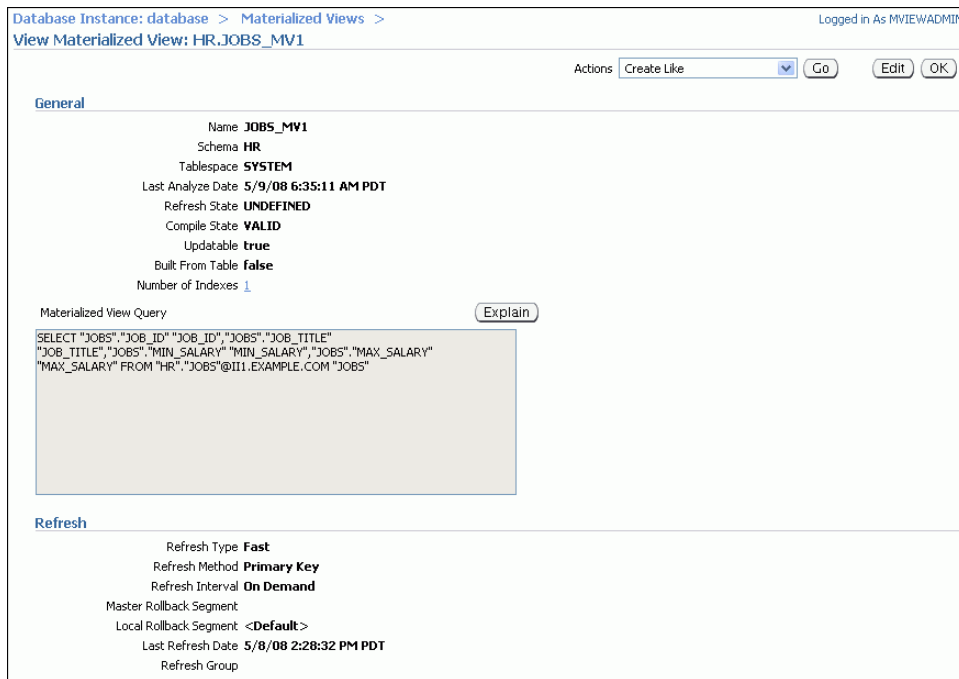 Database Instance: database > Materialized Views >
Logged in As MVIEWADMIN
View Materialized View: HR.JOBS_MV1
Actions Create Like Go Edit OK
General
Name JOBS_MV1
Schema HR
Tablespace SYSTEM
Last Analyze Date 5/9/08 6:35:11 AM PDT
Refresh State UNDEFINED
Compile State VALID
Updatable true
Built From Table false
Number of Indexes 1
Materialized View Query Explain
SELECT "JOBS"."JOB_ID" "JOB_ID","JOBS"."JOB_TITLE"
"JOB_TITLE","JOBS"."MIN_SALARY" "MIN_SALARY","JOBS"."MAX_SALARY"
"MAX_SALARY" FROM "HR"."JOBS"@II1.EXAMPLE.COM "JOBS"
Refresh
Refresh Type Fast
Refresh Method Primary Key
Refresh Interval On Demand
Master Rollback Segment
Local Rollback Segment <Default>
Last Refresh Date 5/8/08 2:28:32 PM PDT
Refresh Group